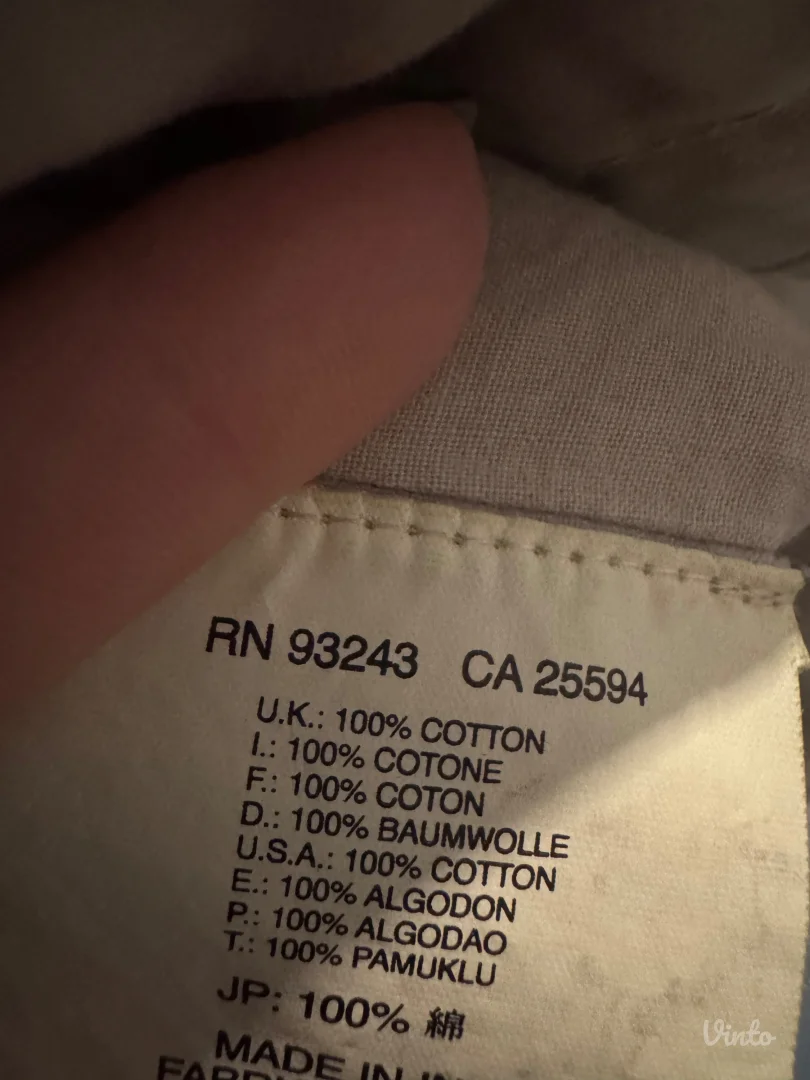 RN 93243 CA 25594
U.K.: 100% COTTON
I.: 100% COTONE
F.: 100% COTON
D.: 100% BAUMWOLLE
U.S.A.: 100% COTTON
E.: 100% ALGODON
P.: 100% ALGODAO
T.: 100% PAMUKLU
JP: 100% 綿
MADE IN
Vinto